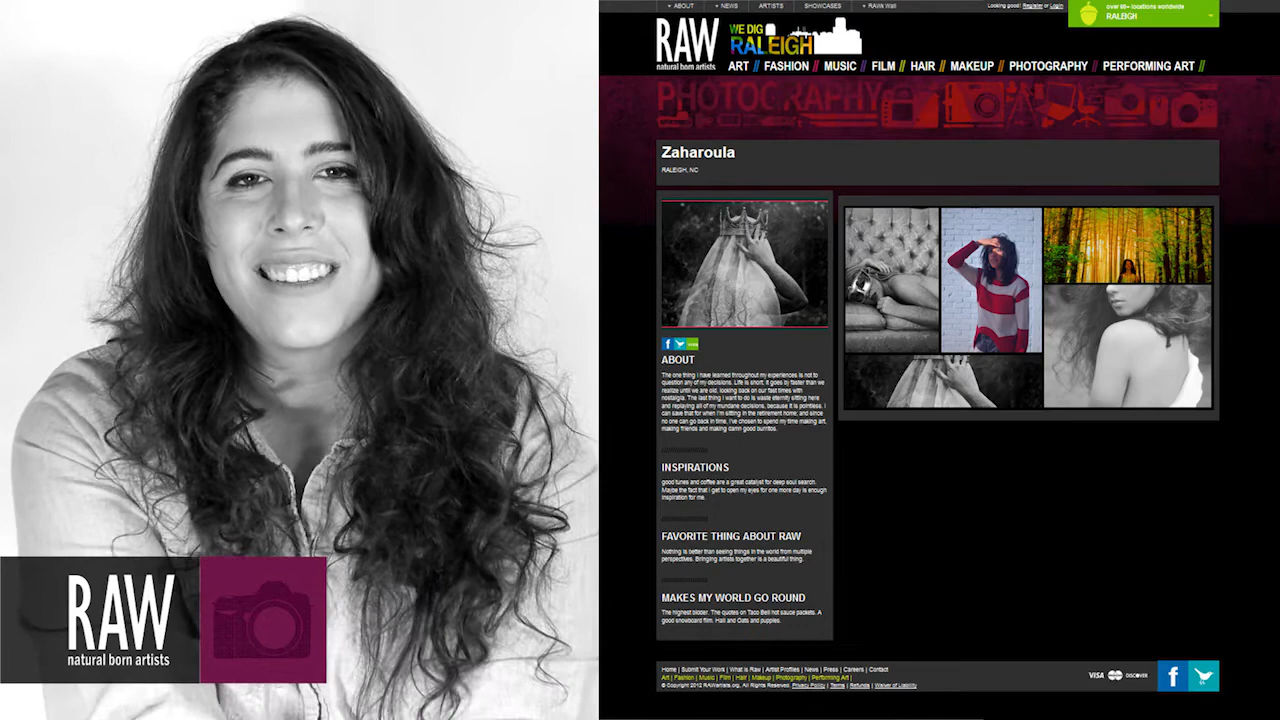 RAW
natural born artists
ABOUT
NEWS
ARTISTS
SHOWCASES
RAW Wall
Looking good! Register or Login
over 60+ locations worldwide
RALEIGH
RAW
natural born artists
WE DIG
RALEIGH
ART // FASHION // MUSIC // FILM // HAIR // MAKEUP // PHOTOGRAPHY // PERFORMING ART //
PHOTOGRAPHY
Zaharoula
RALEIGH, NC
ABOUT
The one thing I have learned throughout my experiences is not to
question any of my decisions. Life is short; it goes by faster than we
realize until we are old, looking back on our fast times with
nostalgia. The last thing I want to do is waste eternity sitting here
and replaying all of my mundane decisions, because it is pointless. I
can save that for when I'm sitting in the retirement home; and since
no one can go back in time, I've chosen to spend my time making art,
making friends and making damn good burritos.
INSPIRATIONS
good tunes and coffee are a great catalyst for deep soul search.
Maybe the fact that i get to open my eyes for one more day is enough
inspiration for me.
FAVORITE THING ABOUT RAW
Nothing is better than seeing things in the world from multiple
perspectives. Bringing artists together is a beautiful thing.
MAKES MY WORLD GO ROUND
The highest bidder. The quotes on Taco Bell hot sauce packets. A
good snowboard film. Hall and Oats and puppies.
Home | Submit Your Work | What is Raw | Artist Profiles | News | Press | Careers | Contact
Art | Fashion | Music | Film | Hair | Makeup | Photography | Performing Art |
© Copyright 2012 RAWartists.org, All Rights Reserved. Privacy Policy | Terms | Refunds | Waiver of Liability
VISA
DISCOVER